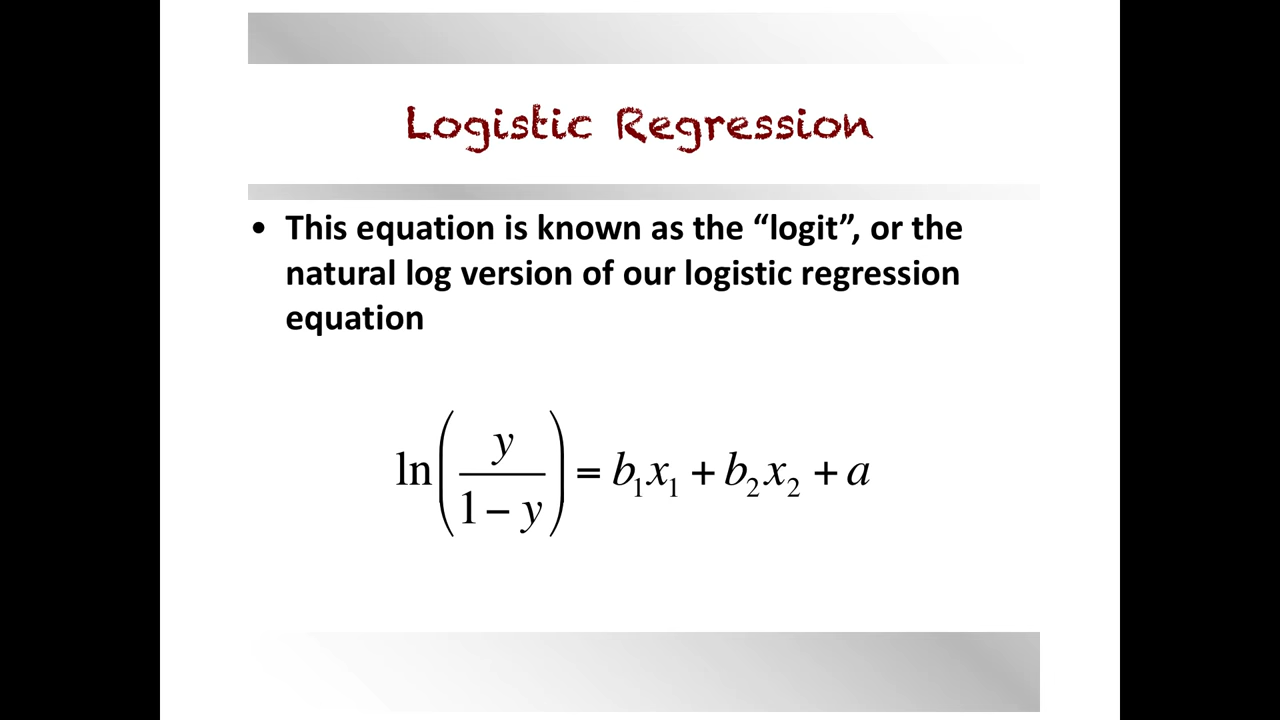 Logistic Regression
• This equation is known as the “logit”, or the
natural log version of our logistic regression
equation
ln(y/(1 − y)) = b₁x₁ + b₂x₂ + a